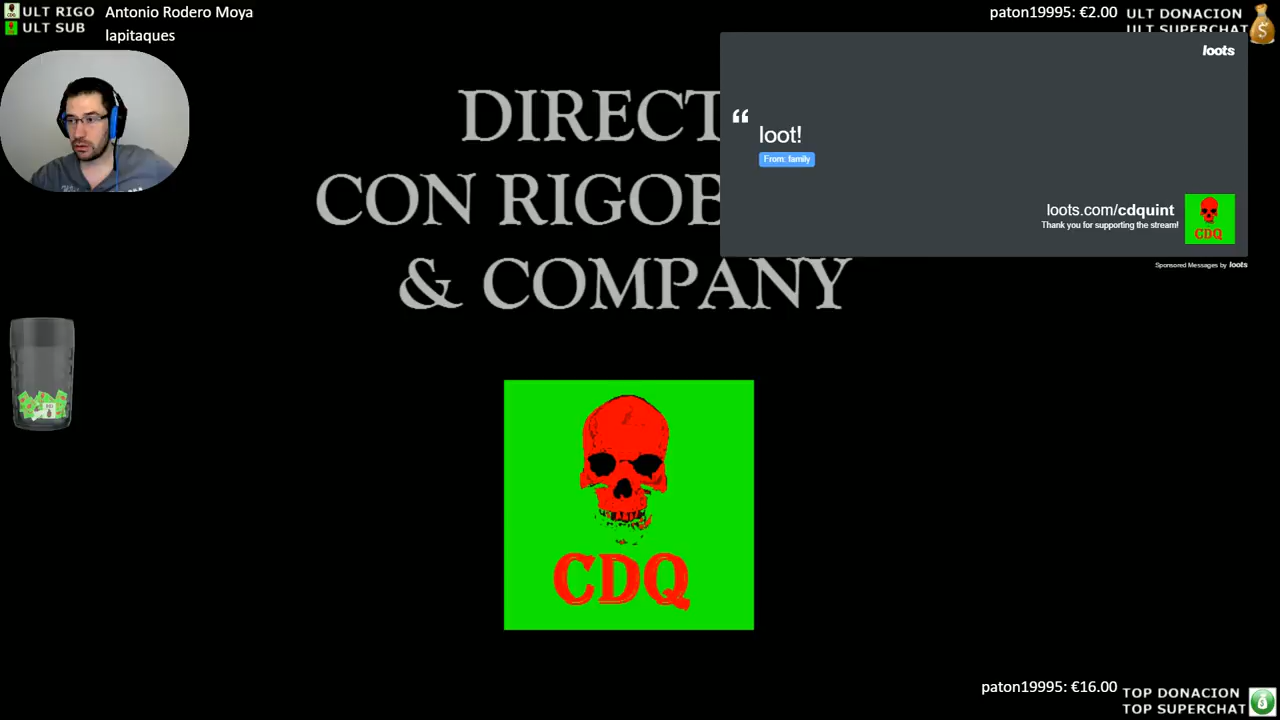 ULT RIGO Antonio Rodero Moya
ULT SUB lapitaques
paton19995: €2.00 ULT DONACION
ULT SUPERCHAT
loots
“
loot!
From: family
loots.com/cdquint
Thank you for supporting the stream!
CDQ
Sponsored Messages by loots
DIRECT
CON RIGOB
& COMPANY
CDQ
paton19995: €16.00 TOP DONACION
TOP SUPERCHAT